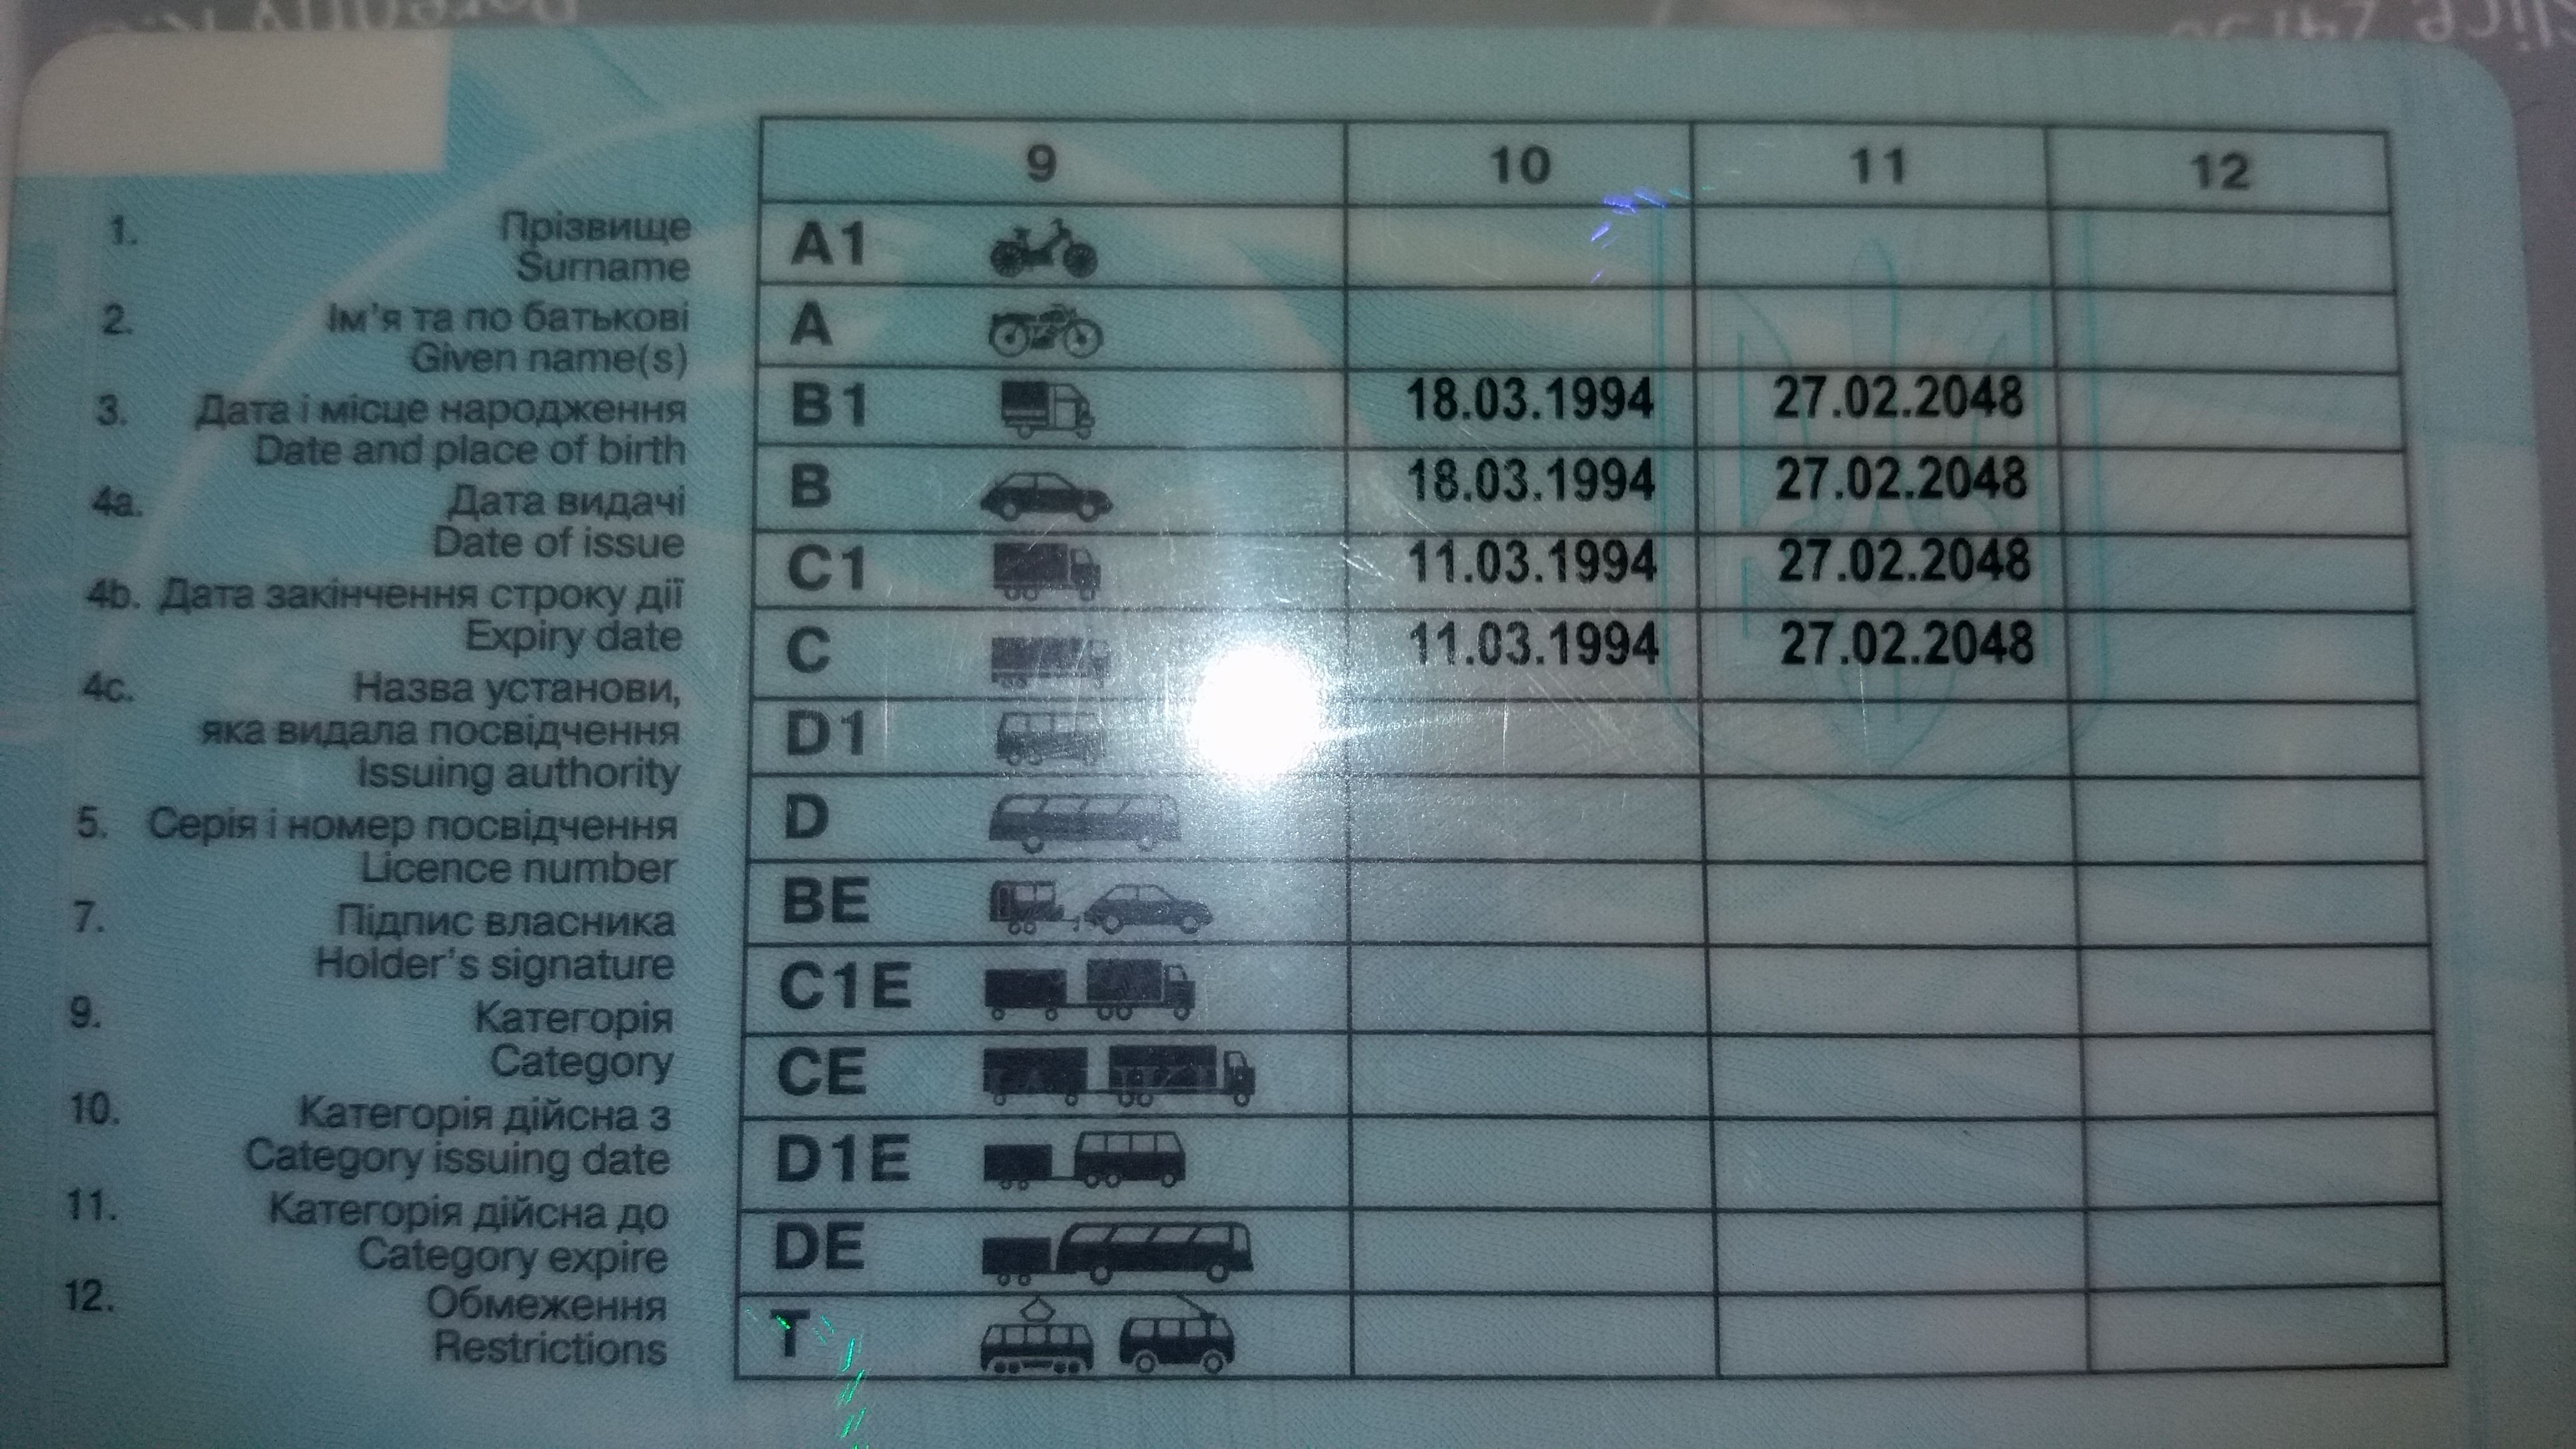 1. Прізвище
Surname
2. Ім'я та по батькові
Given name(s)
3. Дата і місце народження
Date and place of birth
4a. Дата видачі
Date of issue
4b. Дата закінчення строку дії
Expiry date
4c. Назва установи,
яка видала посвідчення
Issuing authority
5. Серія і номер посвідчення
Licence number
7. Підпис власника
Holder's signature
9. Категорія
Category
10. Категорія дійсна з
Category issuing date
11. Категорія дійсна до
Category expire
12. Обмеження
Restrictions
9 10 11 12
A1
A
B1 18.03.1994 27.02.2048
B 18.03.1994 27.02.2048
C1 11.03.1994 27.02.2048
C 11.03.1994 27.02.2048
D1
D
BE
C1E
CE
D1E
DE
T